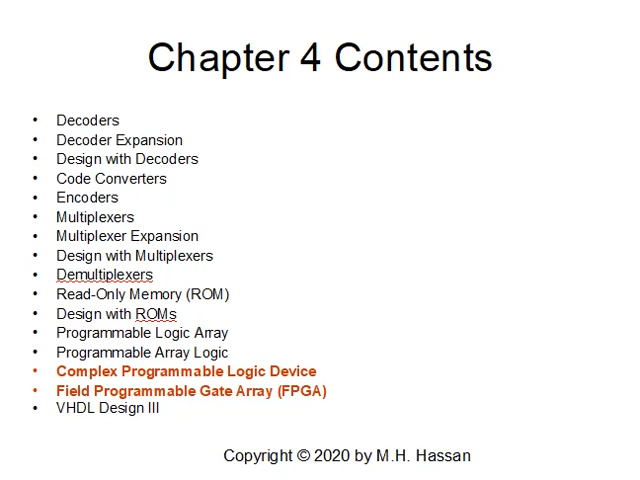 Chapter 4 Contents
• Decoders
• Decoder Expansion
• Design with Decoders
• Code Converters
• Encoders
• Multiplexers
• Multiplexer Expansion
• Design with Multiplexers
• Demultiplexers
• Read-Only Memory (ROM)
• Design with ROMs
• Programmable Logic Array
• Programmable Array Logic
• Complex Programmable Logic Device
• Field Programmable Gate Array (FPGA)
• VHDL Design III
Copyright © 2020 by M.H. Hassan